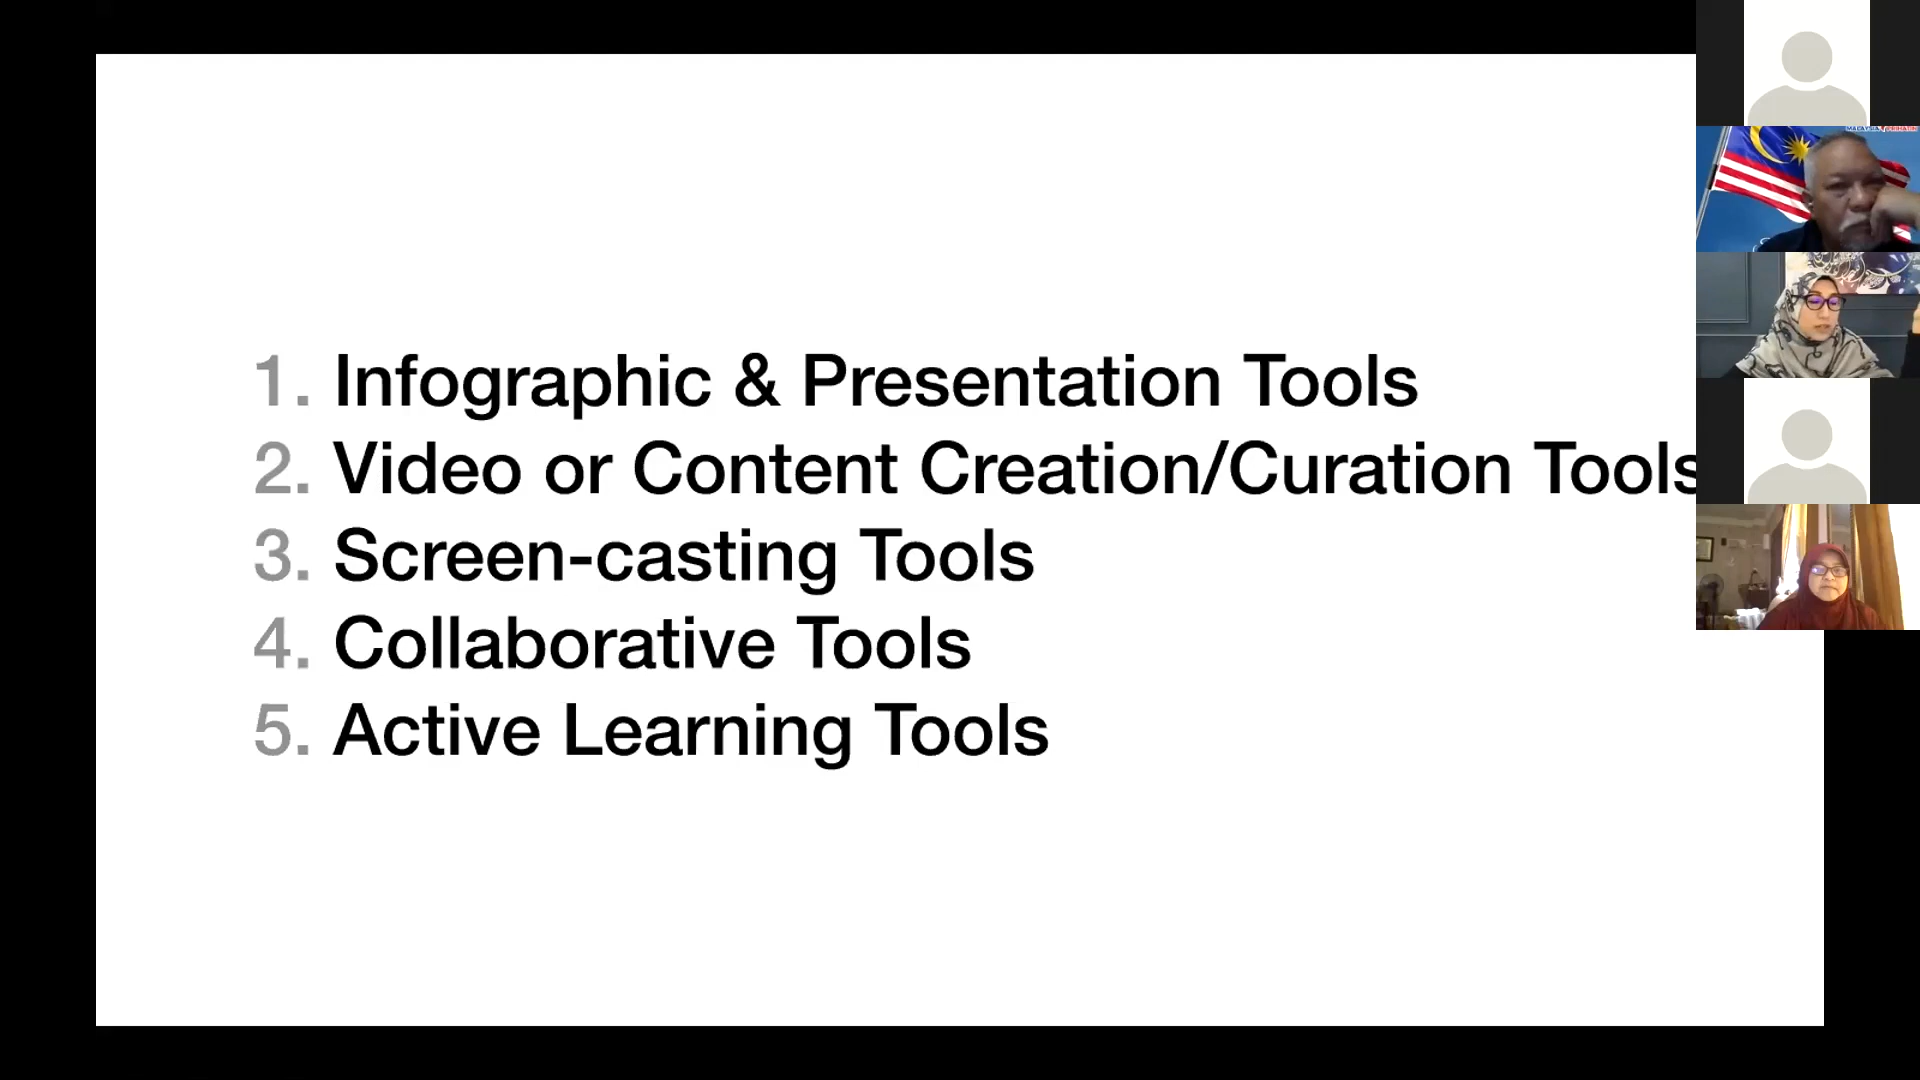 1. Infographic & Presentation Tools
2. Video or Content Creation/Curation Tools
3. Screen-casting Tools
4. Collaborative Tools
5. Active Learning Tools